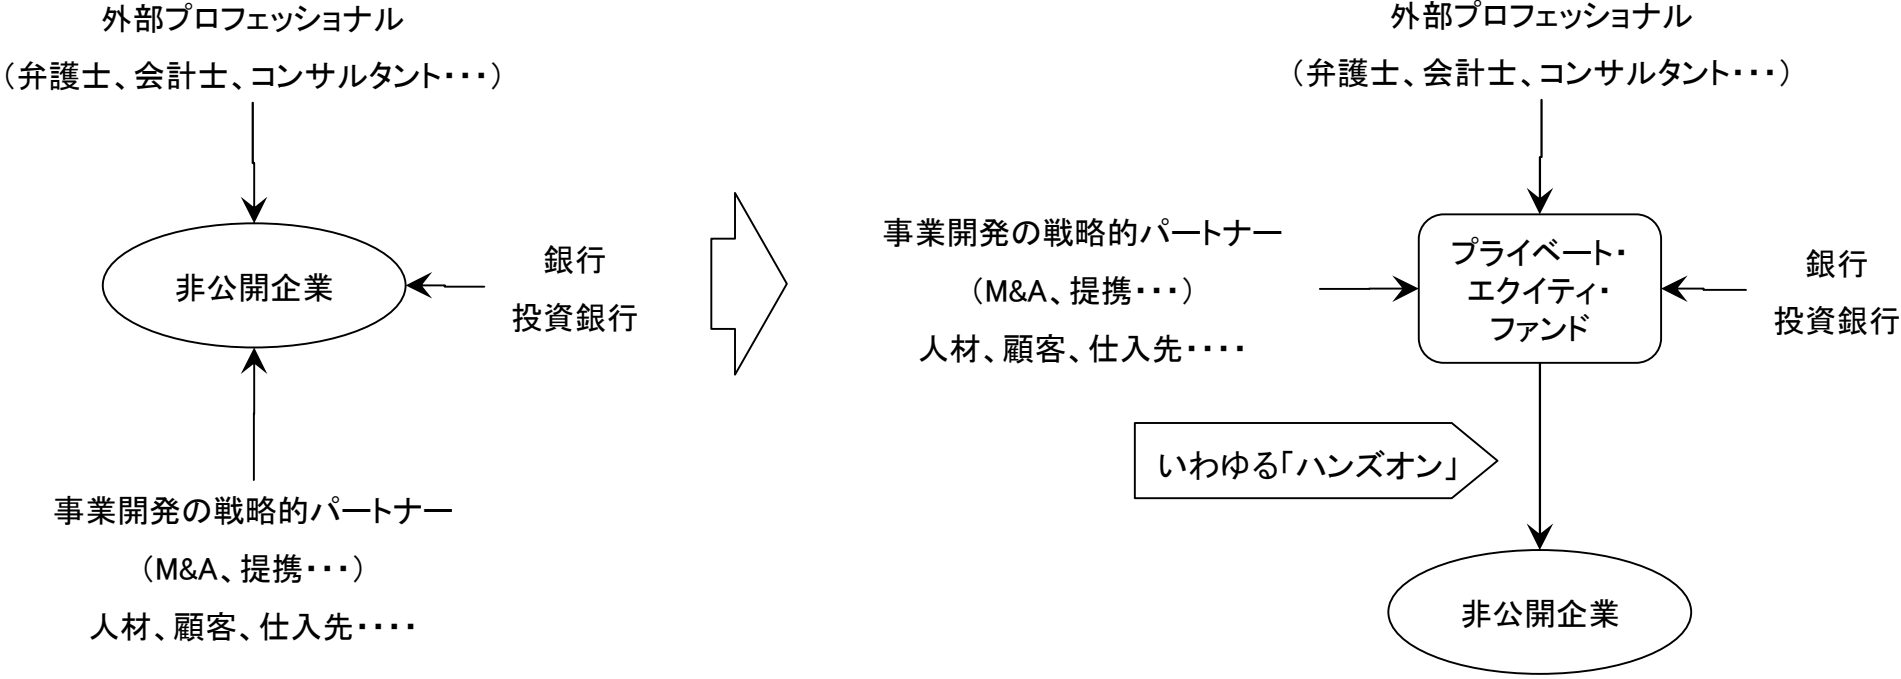 外部プロフェッショナル
（弁護士、会計士、コンサルタント・・・）
非公開企業
銀行
投資銀行
事業開発の戦略的パートナー
（M&A、提携・・・）
人材、顧客、仕入先・・・・
外部プロフェッショナル
（弁護士、会計士、コンサルタント・・・）
事業開発の戦略的パートナー
（M&A、提携・・・）
人材、顧客、仕入先・・・・
プライベート・
エクイティ・
ファンド
銀行
投資銀行
いわゆる「ハンズオン」
非公開企業